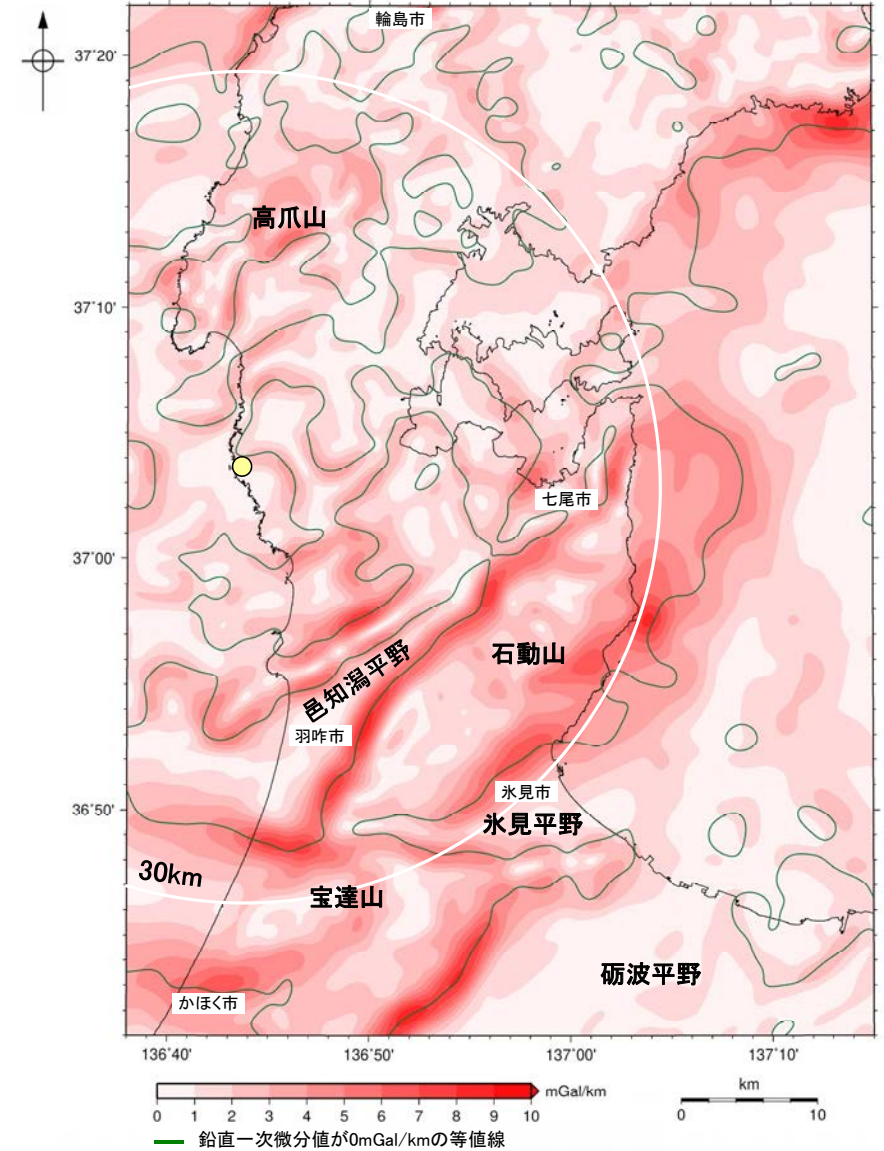 輪島市
37°20'
高爪山
37°10'
七尾市
37°00'
石動山
邑知潟平野
羽咋市
氷見市
36°50'
氷見平野
30km
宝達山
砺波平野
かほく市
136°40' 136°50' 137°00' 137°10'
mGal/km
km
0 1 2 3 4 5 6 7 8 9 10
0 10
鉛直一次微分値が0mGal/kmの等値線